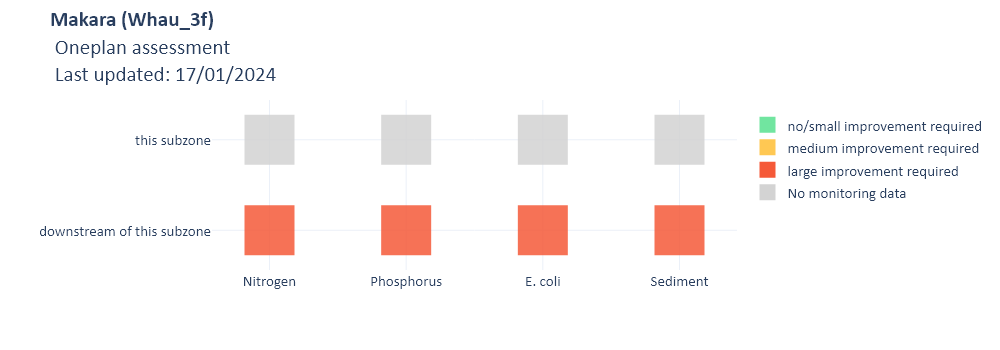 Makara (Whau_3f)
Oneplan assessment
Last updated: 17/01/2024
this subzone
downstream of this subzone
Nitrogen
Phosphorus
E. coli
Sediment
no/small improvement required
medium improvement required
large improvement required
No monitoring data